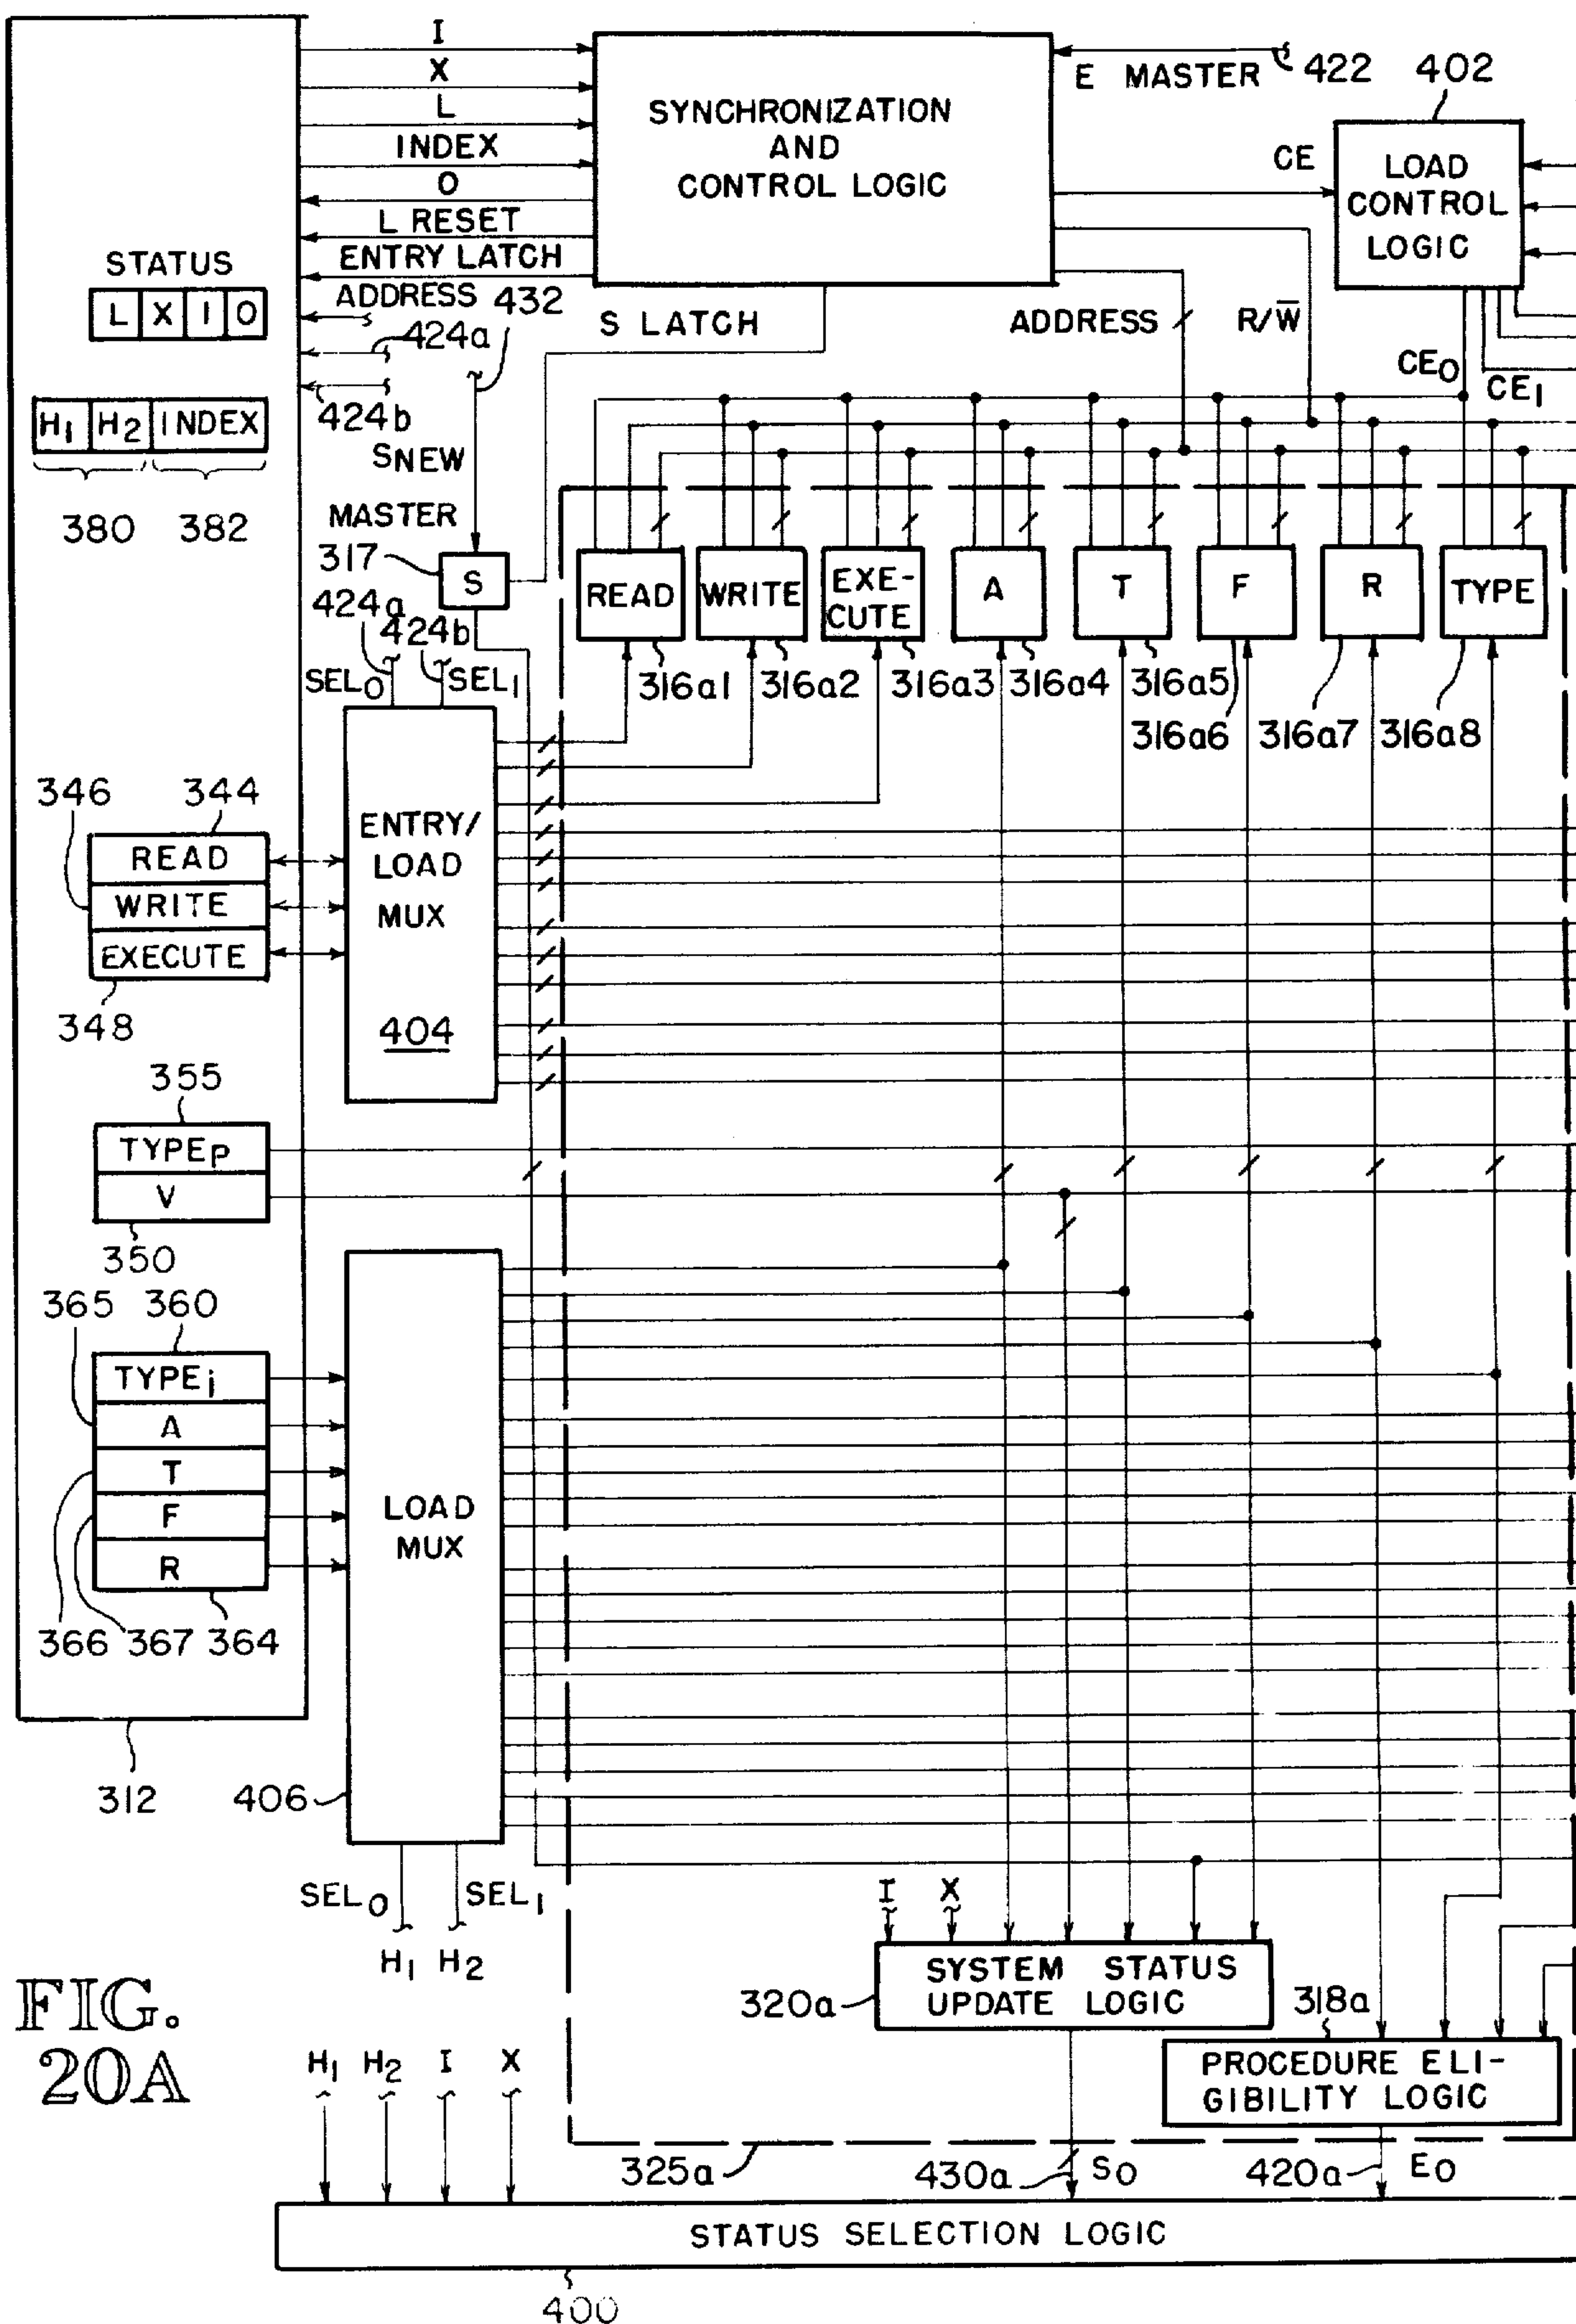 I
X
L
INDEX
O
L RESET
ENTRY LATCH
ADDRESS
432
424a
424b
STATUS
L X I O
H1 H2 INDEX
380 382
SYNCHRONIZATION
AND
CONTROL LOGIC
E MASTER
422
402
CE
LOAD
CONTROL
LOGIC
S LATCH
ADDRESS
R/W̅
CE0
CE1
SNEW
MASTER
317
S
424a
424b
SEL0
SEL1
READ
WRITE
EXE-
CUTE
A
T
F
R
TYPE
316a1
316a2
316a3
316a4
316a5
316a6
316a7
316a8
346
344
READ
WRITE
EXECUTE
348
ENTRY/
LOAD
MUX
404
355
TYPEP
V
350
365 360
TYPEi
A
T
F
R
366 367 364
312
LOAD
MUX
406
SEL0
SEL1
H1 H2
I X
SYSTEM STATUS
UPDATE LOGIC
320a
318a
PROCEDURE ELI-
GIBILITY LOGIC
FIG.
20A
H1 H2 I X
325a
430a
S0
420a
E0
STATUS SELECTION LOGIC
400